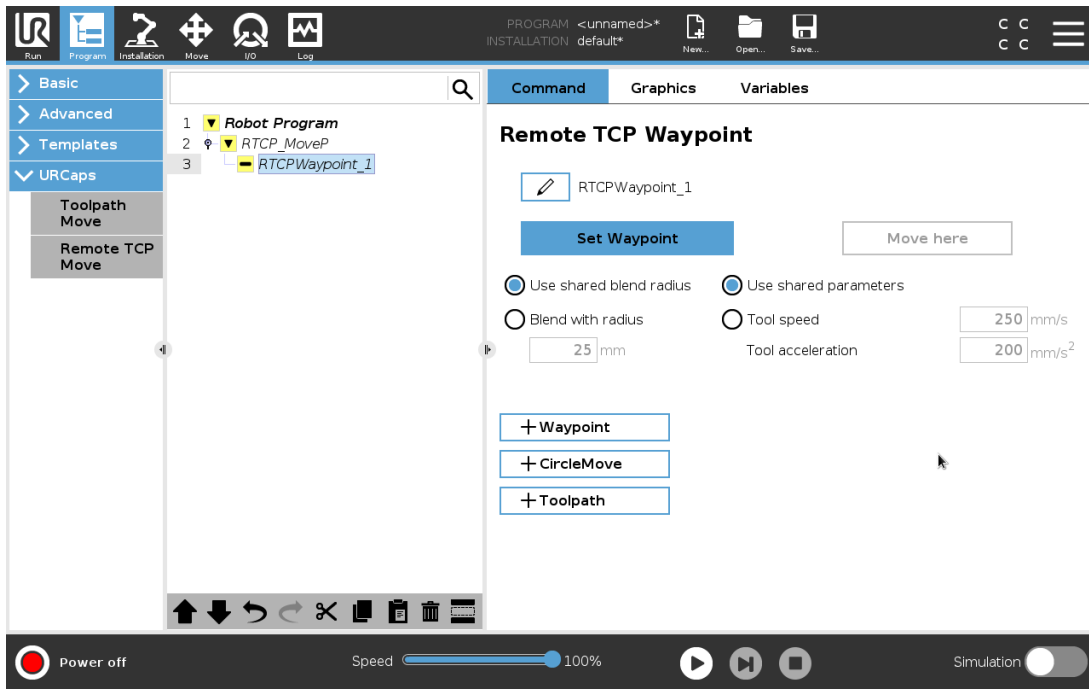 PROGRAM <unnamed>*
INSTALLATION default*
UR
Run
Program
Installation
Move
I/O
Log
New...
Open...
Save...
C C
C C
Basic
Advanced
Templates
URCaps
Toolpath
Move
Remote TCP
Move
1 Robot Program
2 RTCP_MoveP
3 RTCPWaypoint_1
Command
Graphics
Variables
Remote TCP Waypoint
RTCPWaypoint_1
Set Waypoint
Move here
Use shared blend radius
Use shared parameters
Blend with radius
Tool speed
250 mm/s
25 mm
Tool acceleration
200 mm/s²
+ Waypoint
+ CircleMove
+ Toolpath
Power off
Speed
100%
Simulation